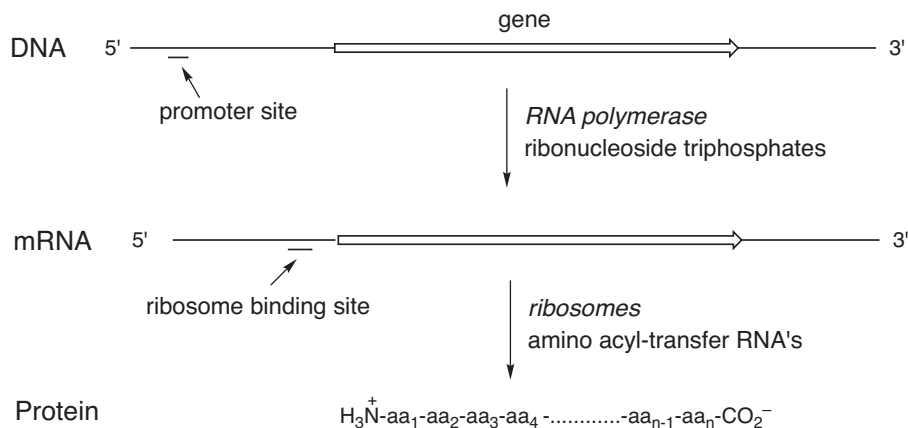 gene
DNA 5' 3'
promoter site
RNA polymerase
ribonucleoside triphosphates
mRNA 5' 3'
ribosome binding site
ribosomes
amino acyl-transfer RNA's
Protein H₃N⁺-aa₁-aa₂-aa₃-aa₄-............-aaₙ₋₁-aaₙ-CO₂⁻